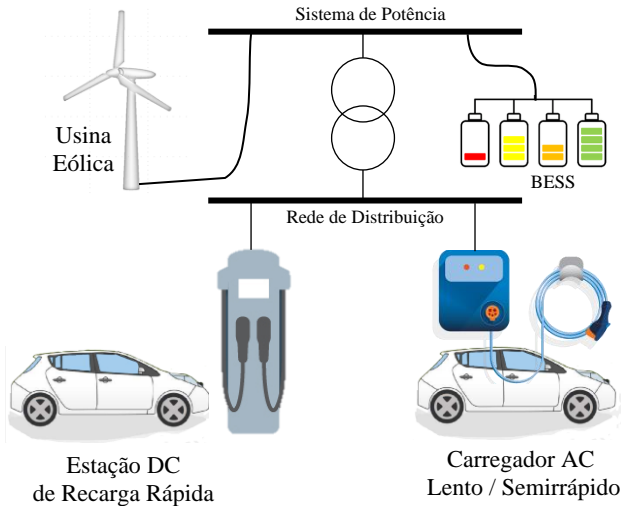 Sistema de Potência
Usina
Eólica
BESS
Rede de Distribuição
Estação DC
de Recarga Rápida
Carregador AC
Lento / Semirrápido